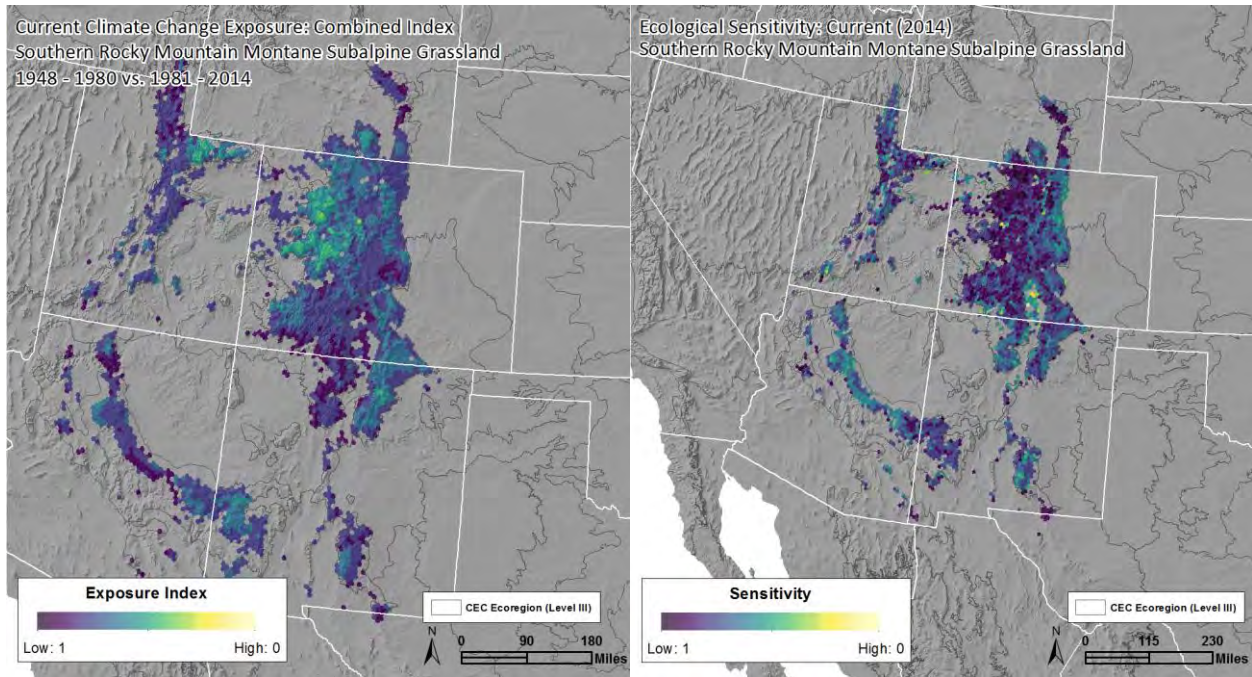 Current Climate Change Exposure: Combined Index
Southern Rocky Mountain Montane Subalpine Grassland
1948 - 1980 vs. 1981 - 2014
Exposure Index
Low: 1
High: 0
CEC Ecoregion (Level III)
N
0 90 180
Miles
Ecological Sensitivity: Current (2014)
Southern Rocky Mountain Montane Subalpine Grassland
Sensitivity
Low: 1
High: 0
CEC Ecoregion (Level III)
N
0 115 230
Miles